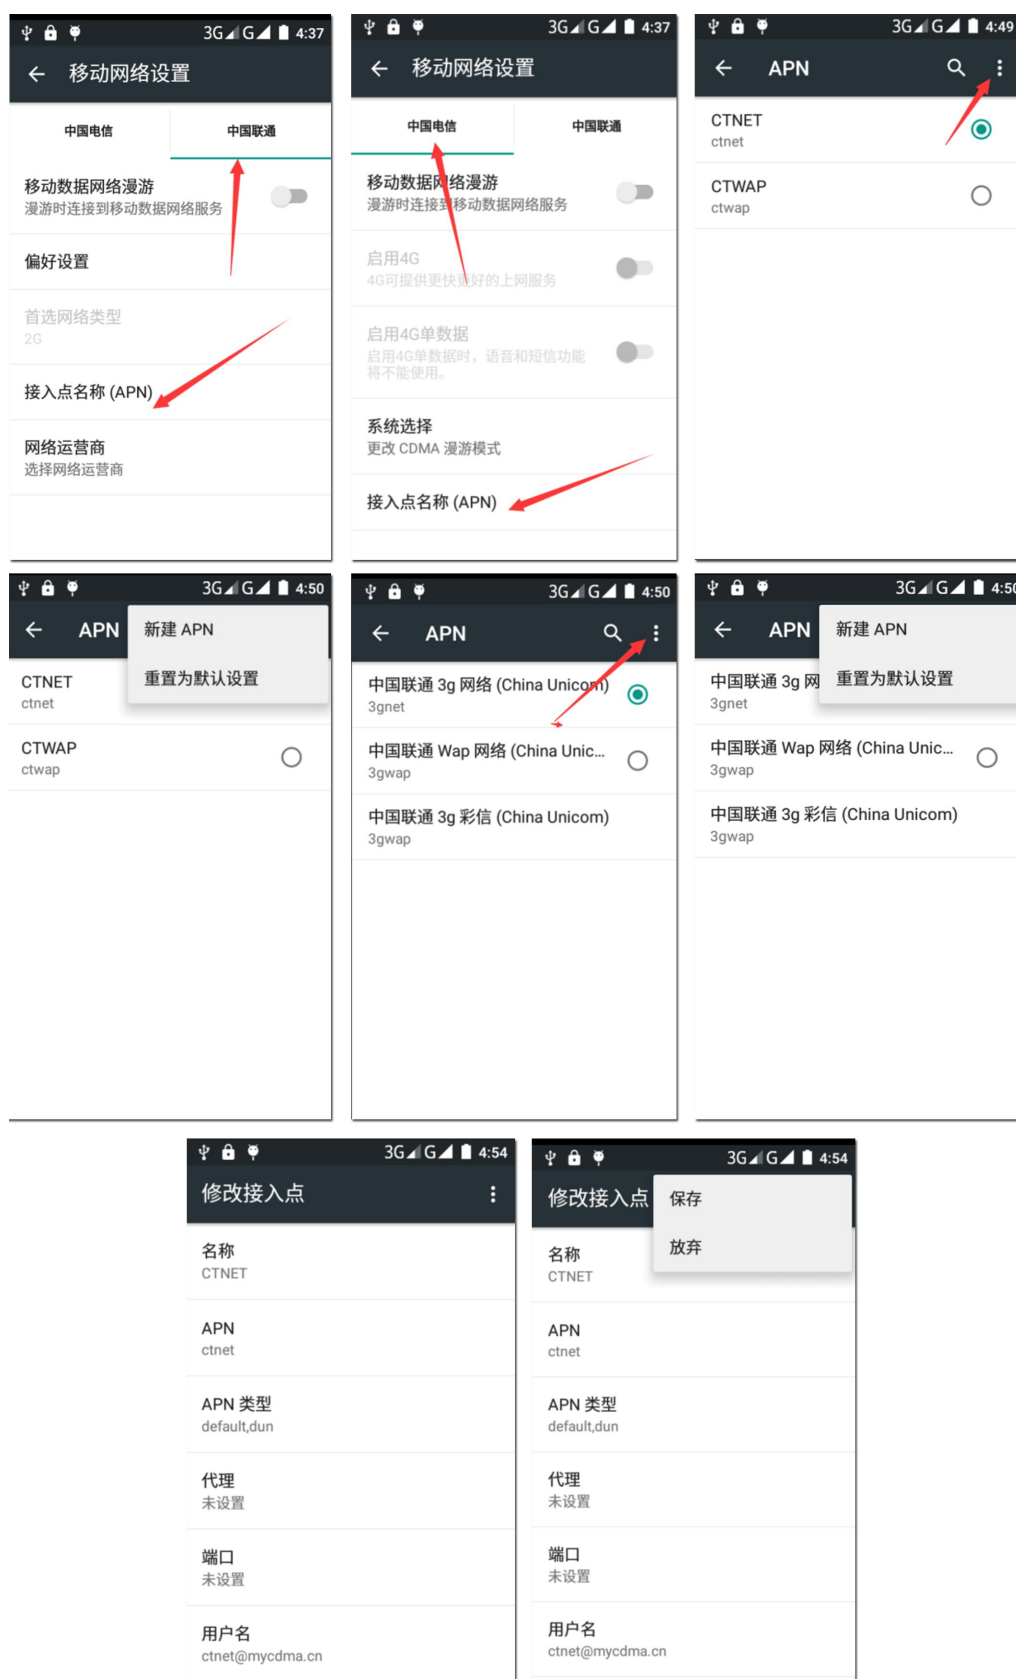 3G G 4:37
移动网络设置
中国电信 中国联通
移动数据网络漫游
漫游时连接到移动数据网络服务
偏好设置
首选网络类型
2G
接入点名称 (APN)
网络运营商
选择网络运营商
3G G 4:37
移动网络设置
中国电信 中国联通
移动数据网络漫游
漫游时连接到移动数据网络服务
启用4G
4G可提供更快更好的上网服务
启用4G单数据
启用4G单数据时，语音和短信功能
将不能使用。
系统选择
更改 CDMA 漫游模式
接入点名称 (APN)
3G G 4:49
APN
CTNET
ctnet
CTWAP
ctwap
3G G 4:50
APN 新建 APN
重置为默认设置
CTNET
ctnet
CTWAP
ctwap
3G G 4:50
APN
中国联通 3g 网络 (China Unicom)
3gnet
中国联通 Wap 网络 (China Unic...
3gwap
中国联通 3g 彩信 (China Unicom)
3gwap
3G G 4:50
APN 新建 APN
重置为默认设置
中国联通 3g 网
3gnet
中国联通 Wap 网络 (China Unic...
3gwap
中国联通 3g 彩信 (China Unicom)
3gwap
3G G 4:54
修改接入点
名称
CTNET
APN
ctnet
APN 类型
default,dun
代理
未设置
端口
未设置
用户名
ctnet@mycdma.cn
3G G 4:54
修改接入点
保存
放弃
名称
CTNET
APN
ctnet
APN 类型
default,dun
代理
未设置
端口
未设置
用户名
ctnet@mycdma.cn